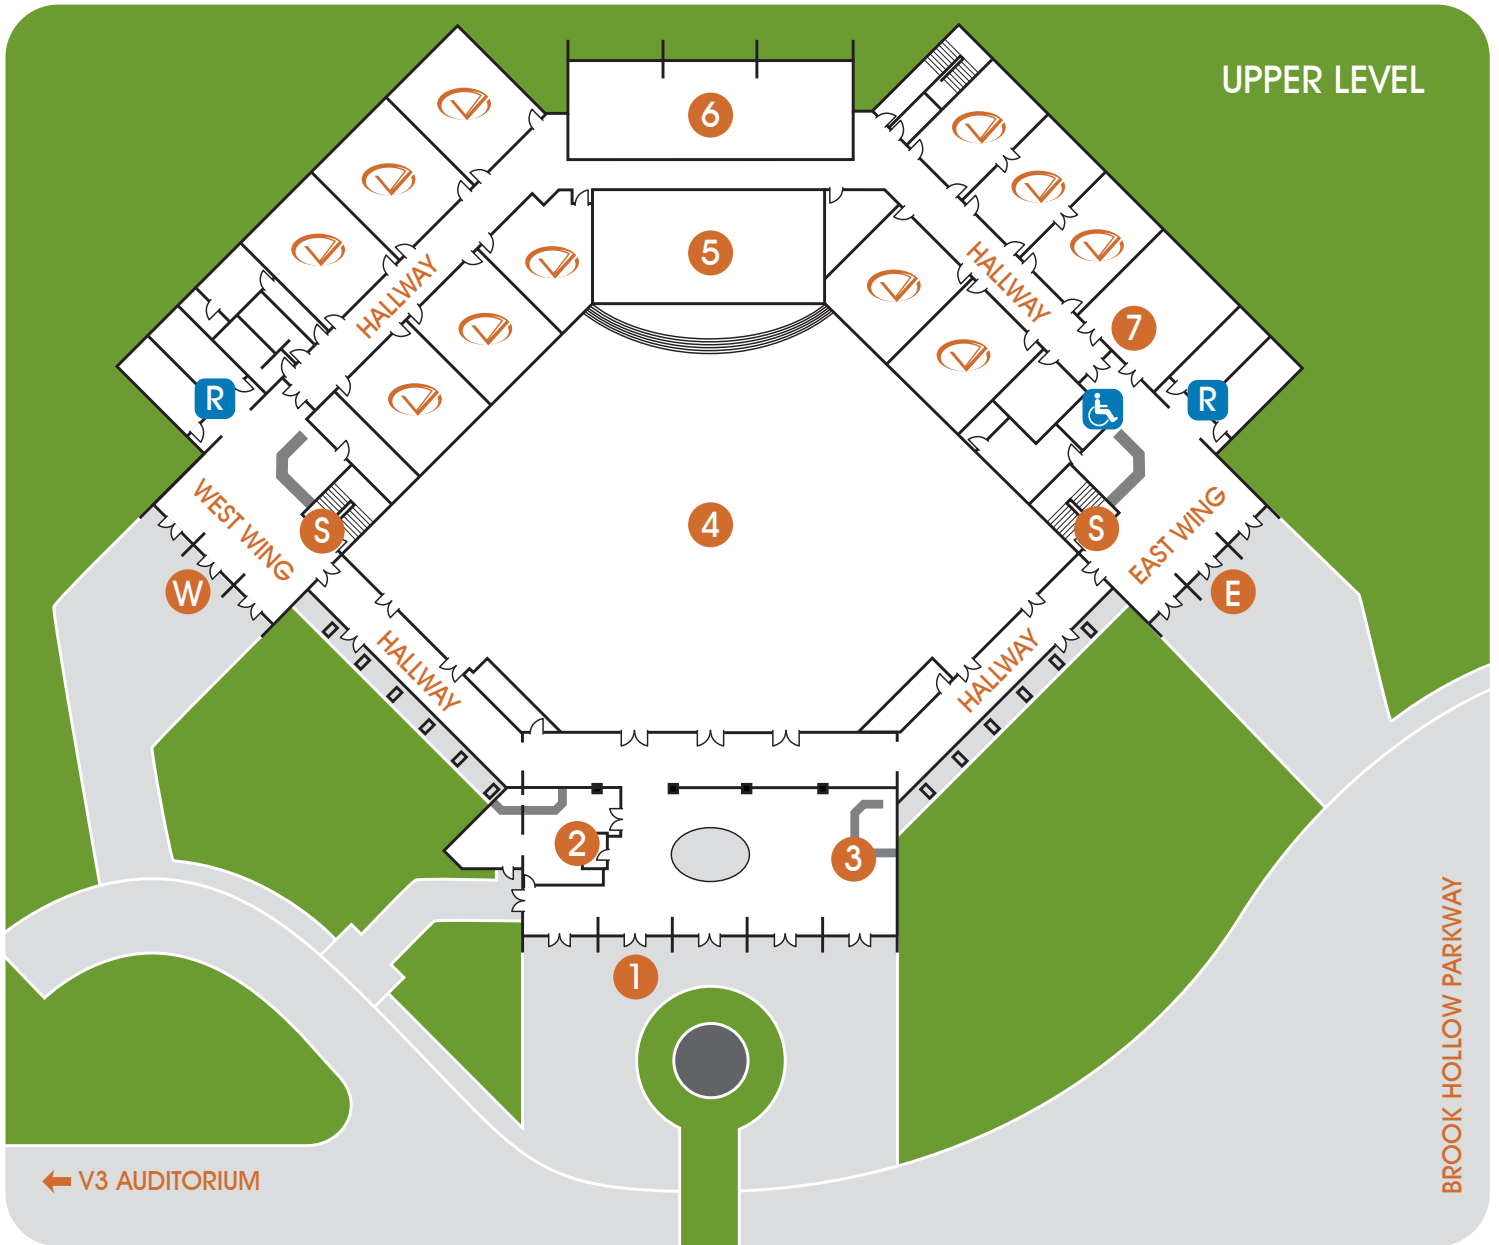 UPPER LEVEL
6
5
HALLWAY
HALLWAY
7
R
R
WEST WING
S
4
S
EAST WING
W
E
HALLWAY
HALLWAY
2
3
1
BROOK HOLLOW PARKWAY
V3 AUDITORIUM